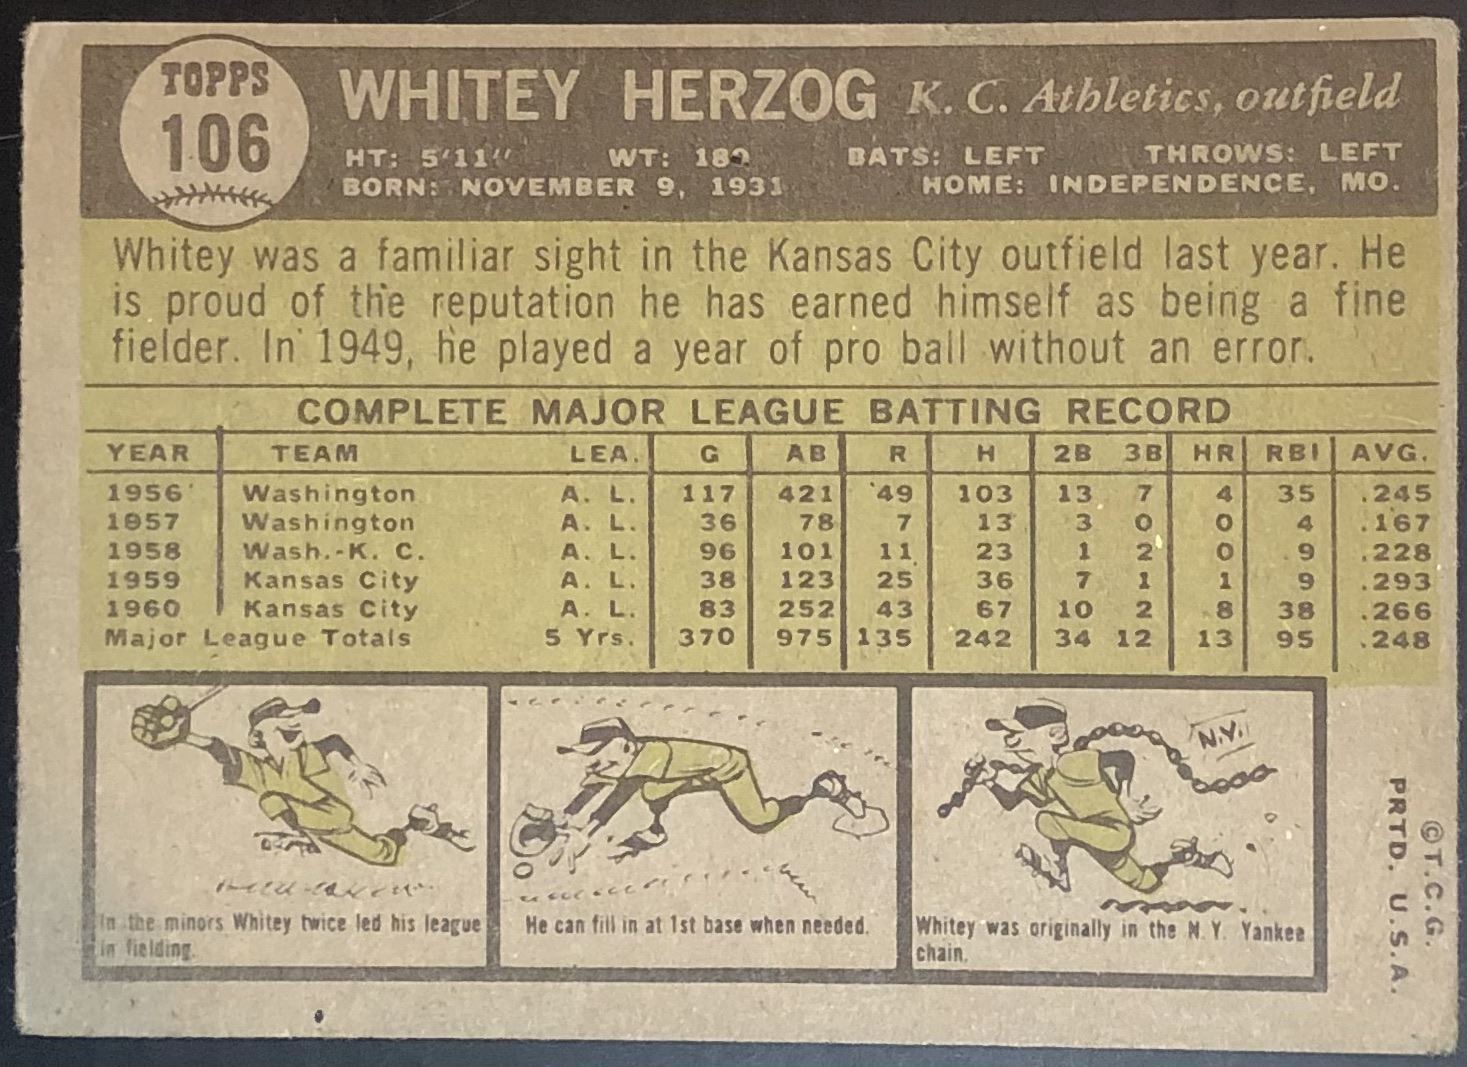 TOPPS
106
WHITEY HERZOG K. C. Athletics, outfield
HT: 5'11" WT: 180 BATS: LEFT THROWS: LEFT
BORN: NOVEMBER 9, 1931 HOME: INDEPENDENCE, MO.
Whitey was a familiar sight in the Kansas City outfield last year. He
is proud of the reputation he has earned himself as being a fine
fielder. In 1949, he played a year of pro ball without an error.
COMPLETE MAJOR LEAGUE BATTING RECORD
YEAR TEAM LEA. G AB R H 2B 3B HR RBI AVG.
1956 Washington A. L. 117 421 49 103 13 7 4 35 .245
1957 Washington A. L. 36 78 7 13 3 0 0 4 .167
1958 Wash.-K. C. A. L. 96 101 11 23 1 2 0 9 .228
1959 Kansas City A. L. 38 123 25 36 7 1 1 9 .293
1960 Kansas City A. L. 83 252 43 67 10 2 8 38 .266
Major League Totals 5 Yrs. 370 975 135 242 34 12 13 95 .248
In the minors Whitey twice led his league
in fielding.
He can fill in at 1st base when needed.
N.Y.
Whitey was originally in the N.Y. Yankee
chain.
©T.C.G.
PRTD. U.S.A.